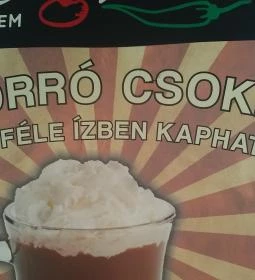 EM
ORRÓ CSOK
FÉLE ÍZBEN KAPHAT